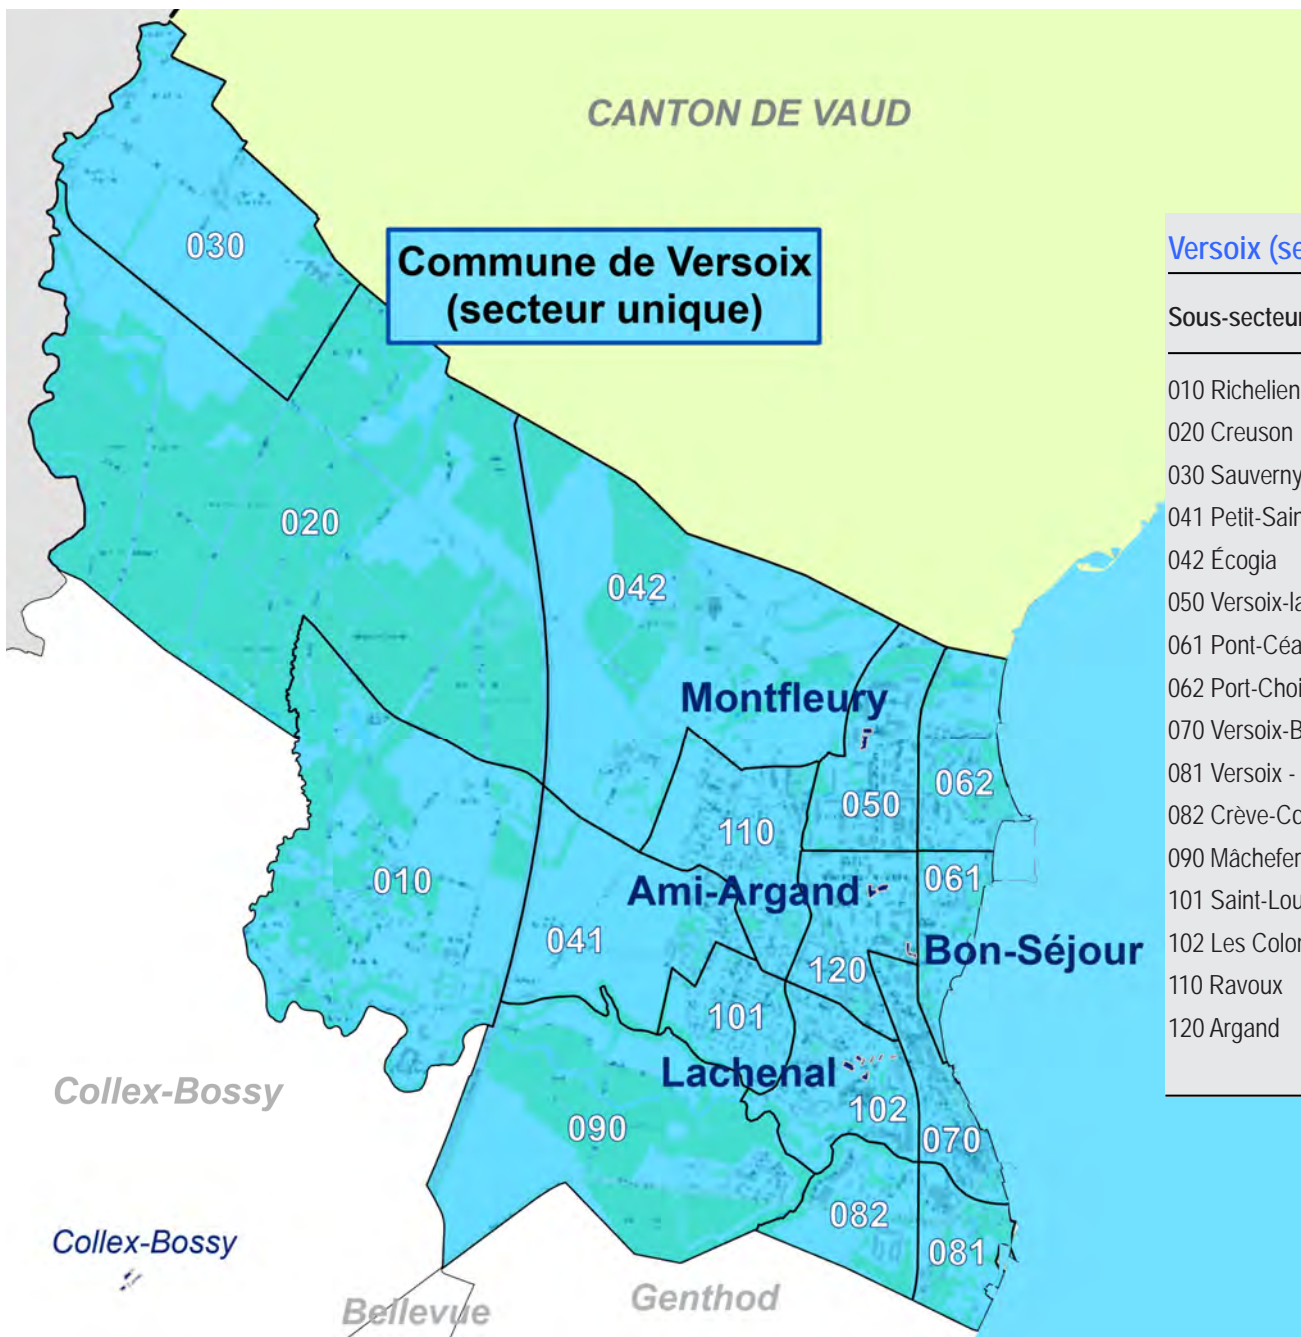 CANTON DE VAUD
030
Commune de Versoix
(secteur unique)
020
042
Montfleury
050
062
110
010
Ami-Argand
061
041
120
Bon-Séjour
101
Lachenal
102
090
070
082
081
Collex-Bossy
Collex-Bossy
Bellevue
Genthod
Versoix (se
Sous-secteur
010 Richelien
020 Creuson
030 Sauverny
041 Petit-Sain
042 Écogia
050 Versoix-la
061 Pont-Céa
062 Port-Choi
070 Versoix-B
081 Versoix -
082 Crève-Co
090 Mâchefer
101 Saint-Lou
102 Les Color
110 Ravoux
120 Argand